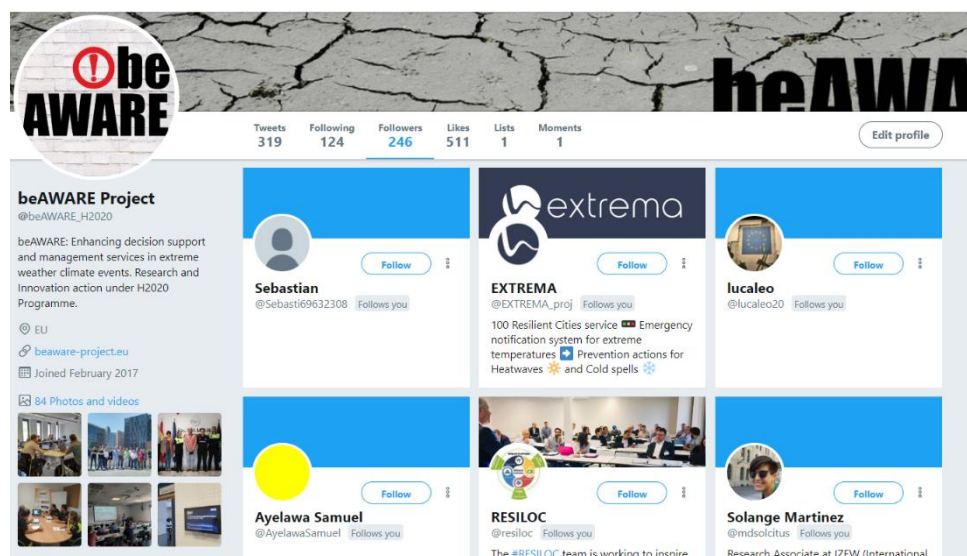 be
AWARE
beAWA
Tweets Following Followers Likes Lists Moments
319 124 246 511 1 1
Edit profile
beAWARE Project
@beAWARE_H2020
beAWARE: Enhancing decision support
and management services in extreme
weather climate events. Research and
Innovation action under H2020
Programme.
EU
beaware-project.eu
Joined February 2017
84 Photos and videos
Follow
Sebastian
@Sebasti69632308 Follows you
extrema
Follow
EXTREMA
@EXTREMA_proj Follows you
100 Resilient Cities service 🚥 Emergency
notification system for extreme
temperatures ➡️ Prevention actions for
Heatwaves 🔆 and Cold spells ❄️
Follow
lucaleo
@lucaleo20 Follows you
Follow
Ayelawa Samuel
@AyelawaSamuel Follows you
Follow
RESILOC
@resiloc Follows you
The #RESILOC team is working to inspire
Follow
Solange Martinez
@mdsolcitus Follows you
Research Associate at IZEW (International